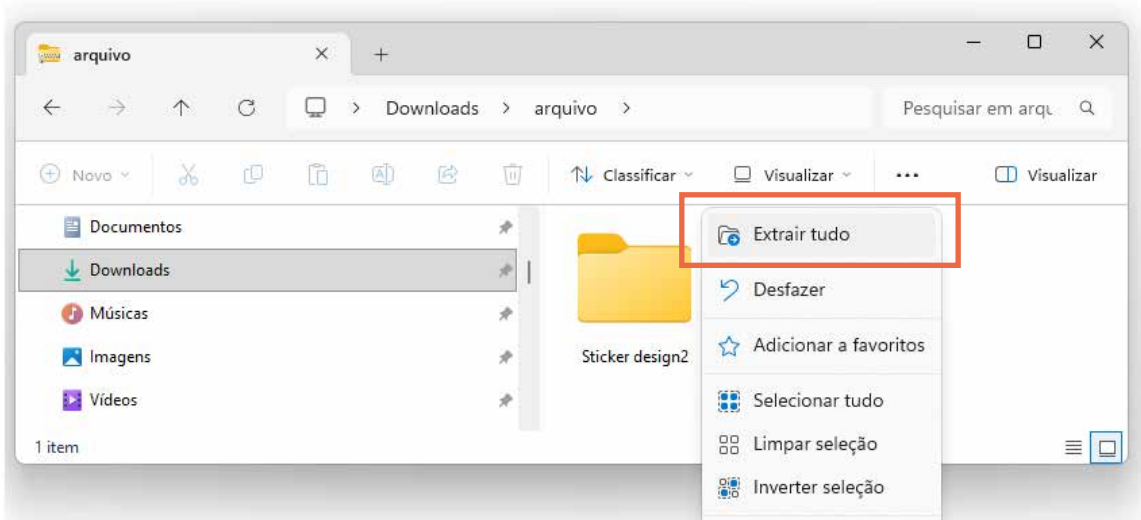 arquivo
Downloads > arquivo >
Pesquisar em arqu
Novo
Classificar
Visualizar
Visualizar
Documentos
Downloads
Músicas
Imagens
Vídeos
Sticker design2
Extrair tudo
Desfazer
Adicionar a favoritos
Selecionar tudo
Limpar seleção
Inverter seleção
1 item